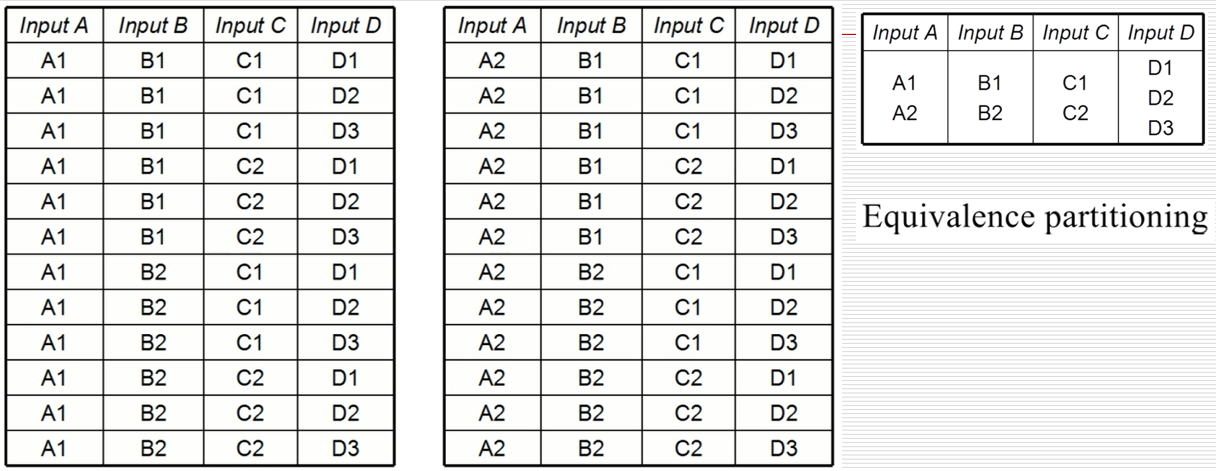 Input A Input B Input C Input D
A1 B1 C1 D1
A1 B1 C1 D2
A1 B1 C1 D3
A1 B1 C2 D1
A1 B1 C2 D2
A1 B1 C2 D3
A1 B2 C1 D1
A1 B2 C1 D2
A1 B2 C1 D3
A1 B2 C2 D1
A1 B2 C2 D2
A1 B2 C2 D3
Input A Input B Input C Input D
A2 B1 C1 D1
A2 B1 C1 D2
A2 B1 C1 D3
A2 B1 C2 D1
A2 B1 C2 D2
A2 B1 C2 D3
A2 B2 C1 D1
A2 B2 C1 D2
A2 B2 C1 D3
A2 B2 C2 D1
A2 B2 C2 D2
A2 B2 C2 D3
Input A Input B Input C Input D
D1
A1 B1 C1
D2
A2 B2 C2
D3
Equivalence partitioning